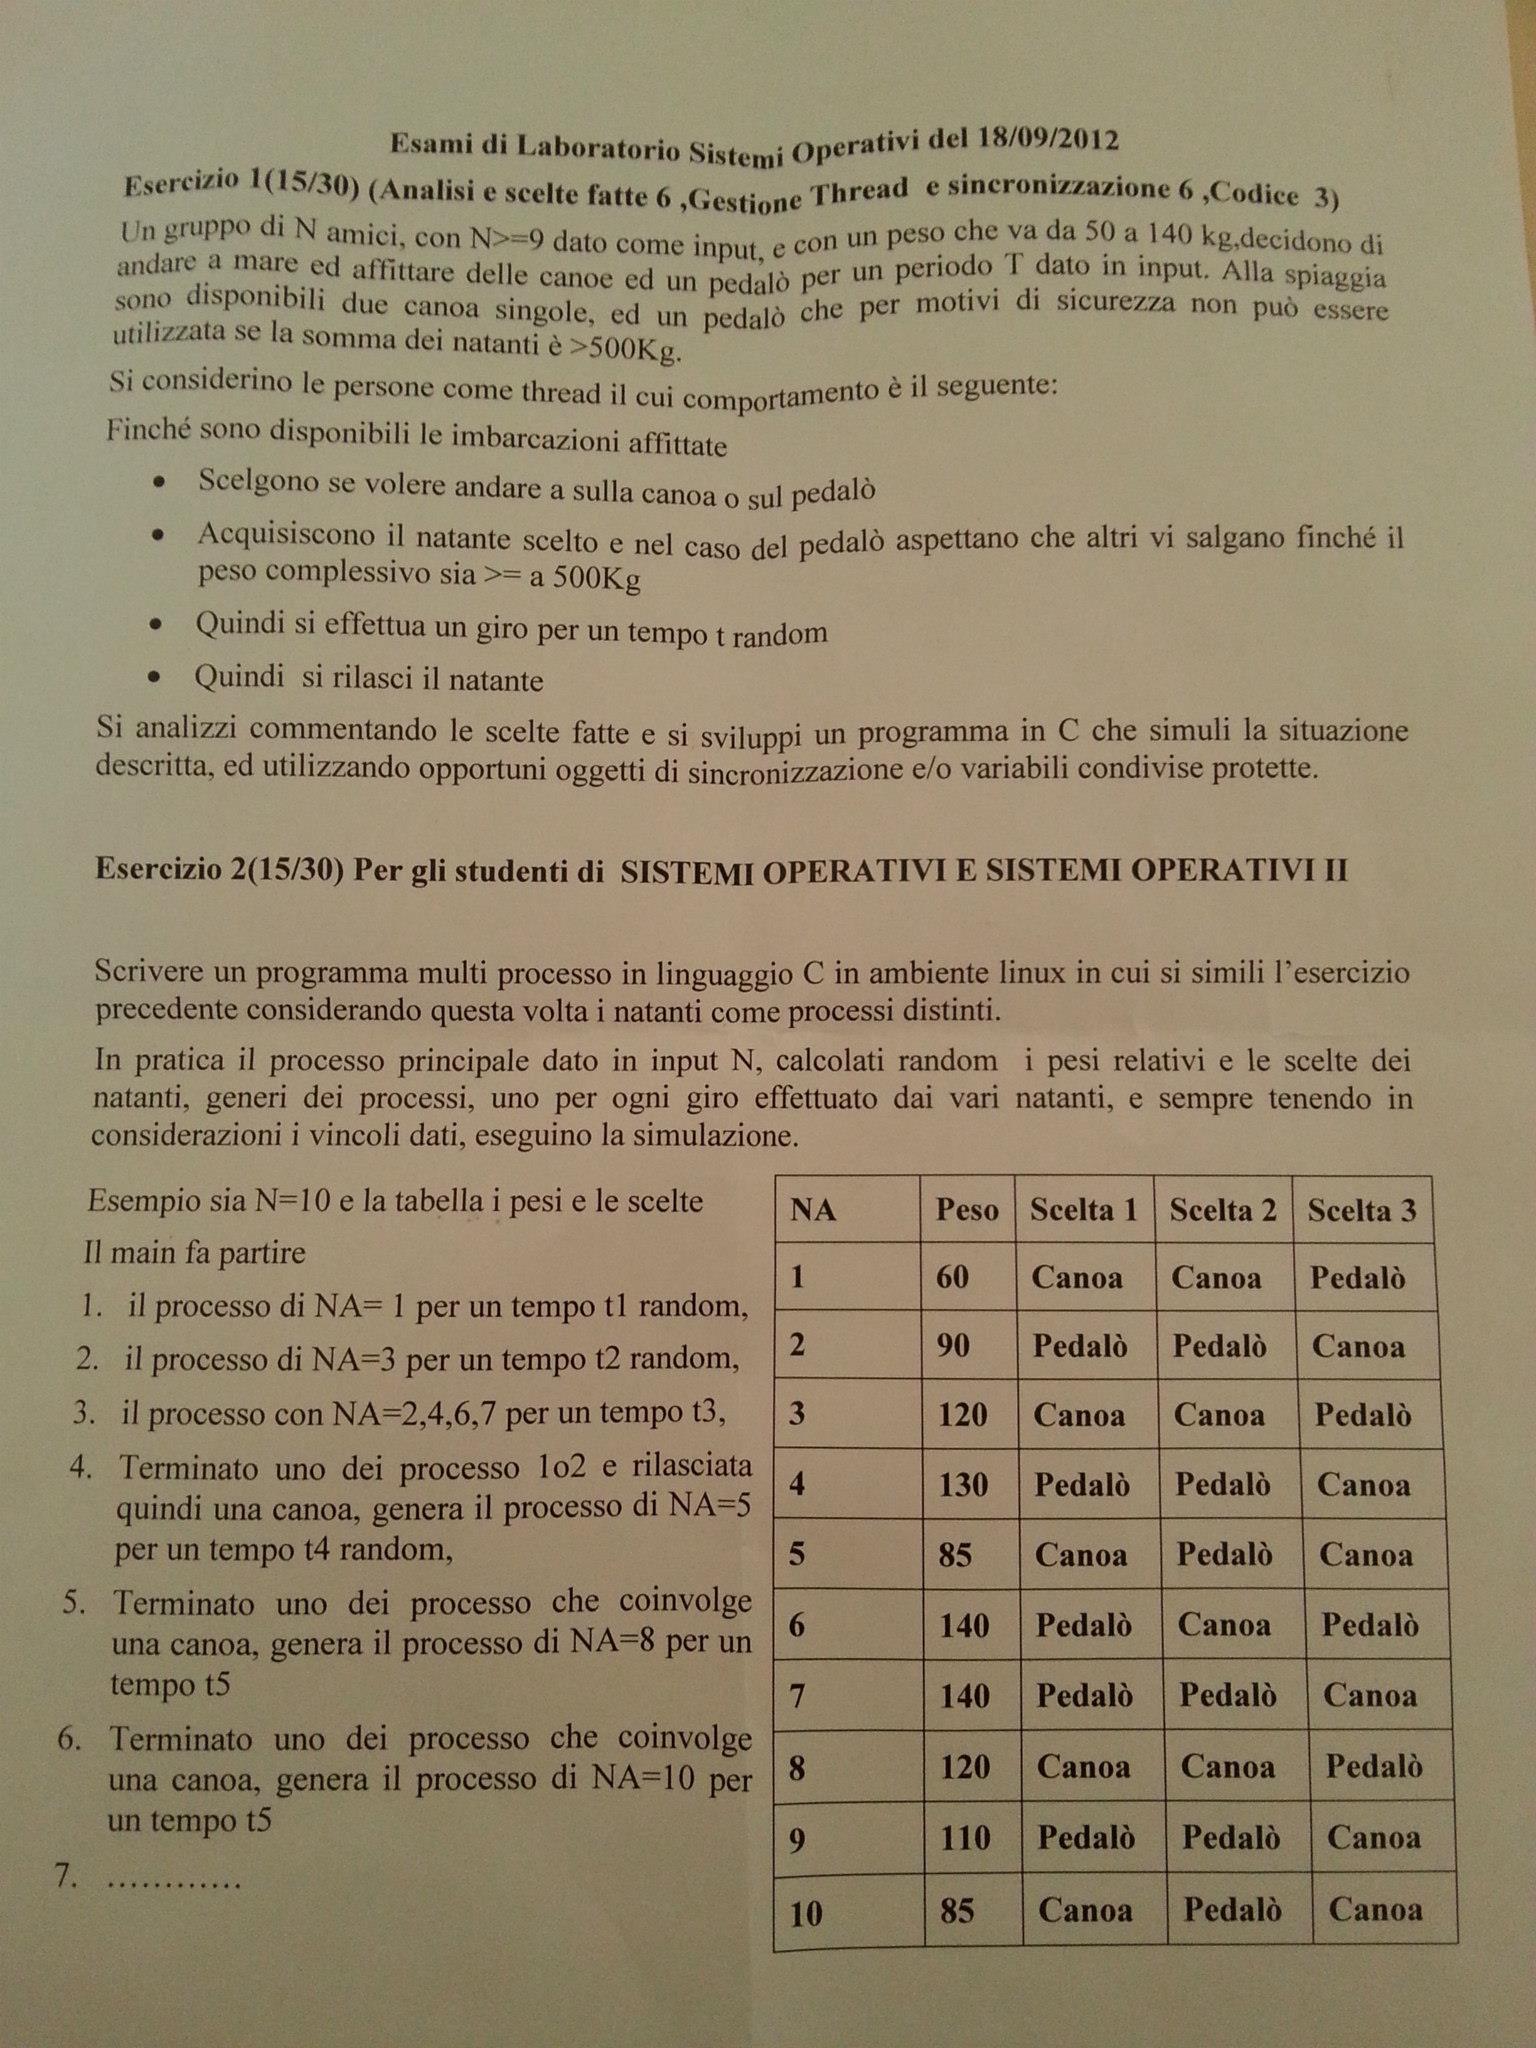 Esami di Laboratorio Sistemi Operativi del 18/09/2012
Esercizio 1(15/30) (Analisi e scelte fatte 6 ,Gestione Thread e sincronizzazione 6 ,Codice 3)
Un gruppo di N amici, con N>=9 dato come input, e con un peso che va da 50 a 140 kg,decidono di
andare a mare ed affittare delle canoe ed un pedalò per un periodo T dato in input. Alla spiaggia
sono disponibili due canoa singole, ed un pedalò che per motivi di sicurezza non può essere
utilizzata se la somma dei natanti è >500Kg.
Si considerino le persone come thread il cui comportamento è il seguente:
Finché sono disponibili le imbarcazioni affittate
• Scelgono se volere andare a sulla canoa o sul pedalò
• Acquisiscono il natante scelto e nel caso del pedalò aspettano che altri vi salgano finché il
peso complessivo sia >= a 500Kg
• Quindi si effettua un giro per un tempo t random
• Quindi si rilasci il natante
Si analizzi commentando le scelte fatte e si sviluppi un programma in C che simuli la situazione
descritta, ed utilizzando opportuni oggetti di sincronizzazione e/o variabili condivise protette.
Esercizio 2(15/30) Per gli studenti di SISTEMI OPERATIVI E SISTEMI OPERATIVI II
Scrivere un programma multi processo in linguaggio C in ambiente linux in cui si simili l'esercizio
precedente considerando questa volta i natanti come processi distinti.
In pratica il processo principale dato in input N, calcolati random i pesi relativi e le scelte dei
natanti, generi dei processi, uno per ogni giro effettuato dai vari natanti, e sempre tenendo in
considerazioni i vincoli dati, eseguino la simulazione.
Esempio sia N=10 e la tabella i pesi e le scelte
Il main fa partire
1. il processo di NA= 1 per un tempo t1 random,
2. il processo di NA=3 per un tempo t2 random,
3. il processo con NA=2,4,6,7 per un tempo t3,
4. Terminato uno dei processo 1o2 e rilasciata
quindi una canoa, genera il processo di NA=5
per un tempo t4 random,
5. Terminato uno dei processo che coinvolge
una canoa, genera il processo di NA=8 per un
tempo t5
6. Terminato uno dei processo che coinvolge
una canoa, genera il processo di NA=10 per
un tempo t5
7. ............
NA Peso Scelta 1 Scelta 2 Scelta 3
1 60 Canoa Canoa Pedalò
2 90 Pedalò Pedalò Canoa
3 120 Canoa Canoa Pedalò
4 130 Pedalò Pedalò Canoa
5 85 Canoa Pedalò Canoa
6 140 Pedalò Canoa Pedalò
7 140 Pedalò Pedalò Canoa
8 120 Canoa Canoa Pedalò
9 110 Pedalò Pedalò Canoa
10 85 Canoa Pedalò Canoa